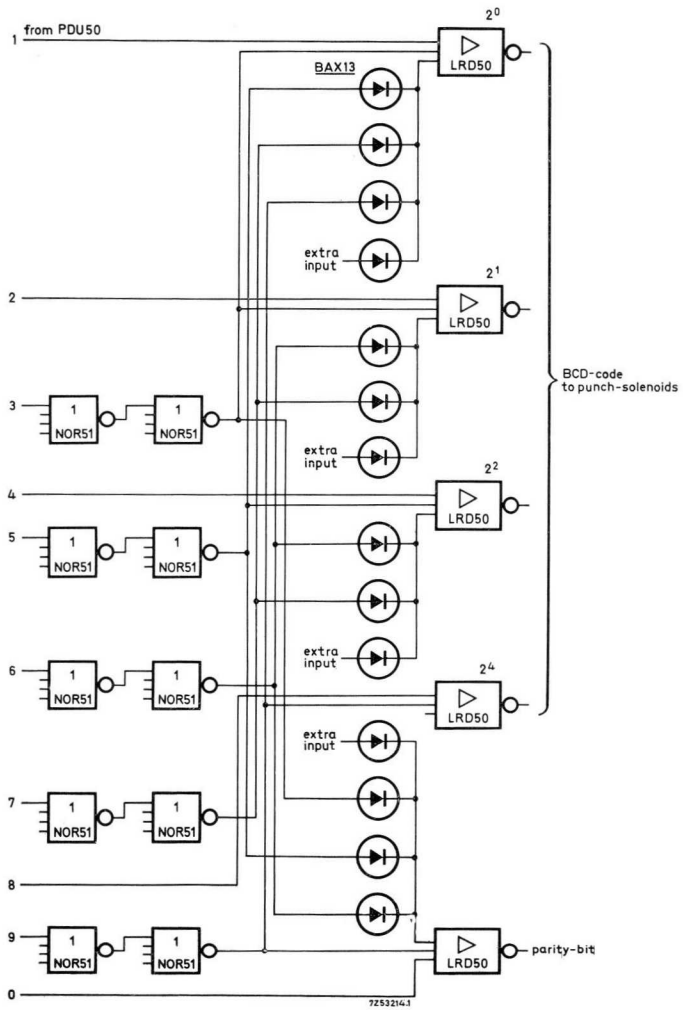 from PDU50
1
2⁰
LRD50
BAX13
extra
input
2
2¹
LRD50
BCD-code
to punch-solenoids
extra
input
3
1
NOR51
1
NOR51
4
2²
LRD50
5
1
NOR51
1
NOR51
extra
input
6
1
NOR51
1
NOR51
2⁴
LRD50
extra
input
7
1
NOR51
1
NOR51
8
9
1
NOR51
1
NOR51
LRD50
parity-bit
0
7Z53214.1